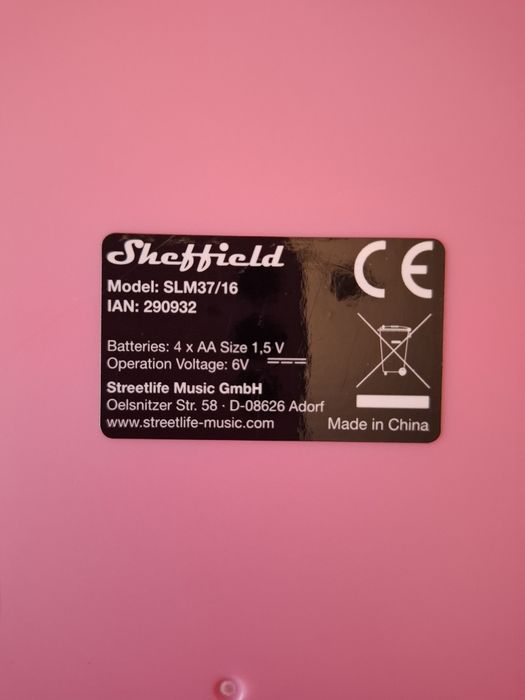 Sheffield
Model: SLM37/16
IAN: 290932
Batteries: 4 x AA Size 1,5 V
Operation Voltage: 6V
Streetlife Music GmbH
Oelsnitzer Str. 58 · D-08626 Adorf
www.streetlife-music.com
CE
Made in China